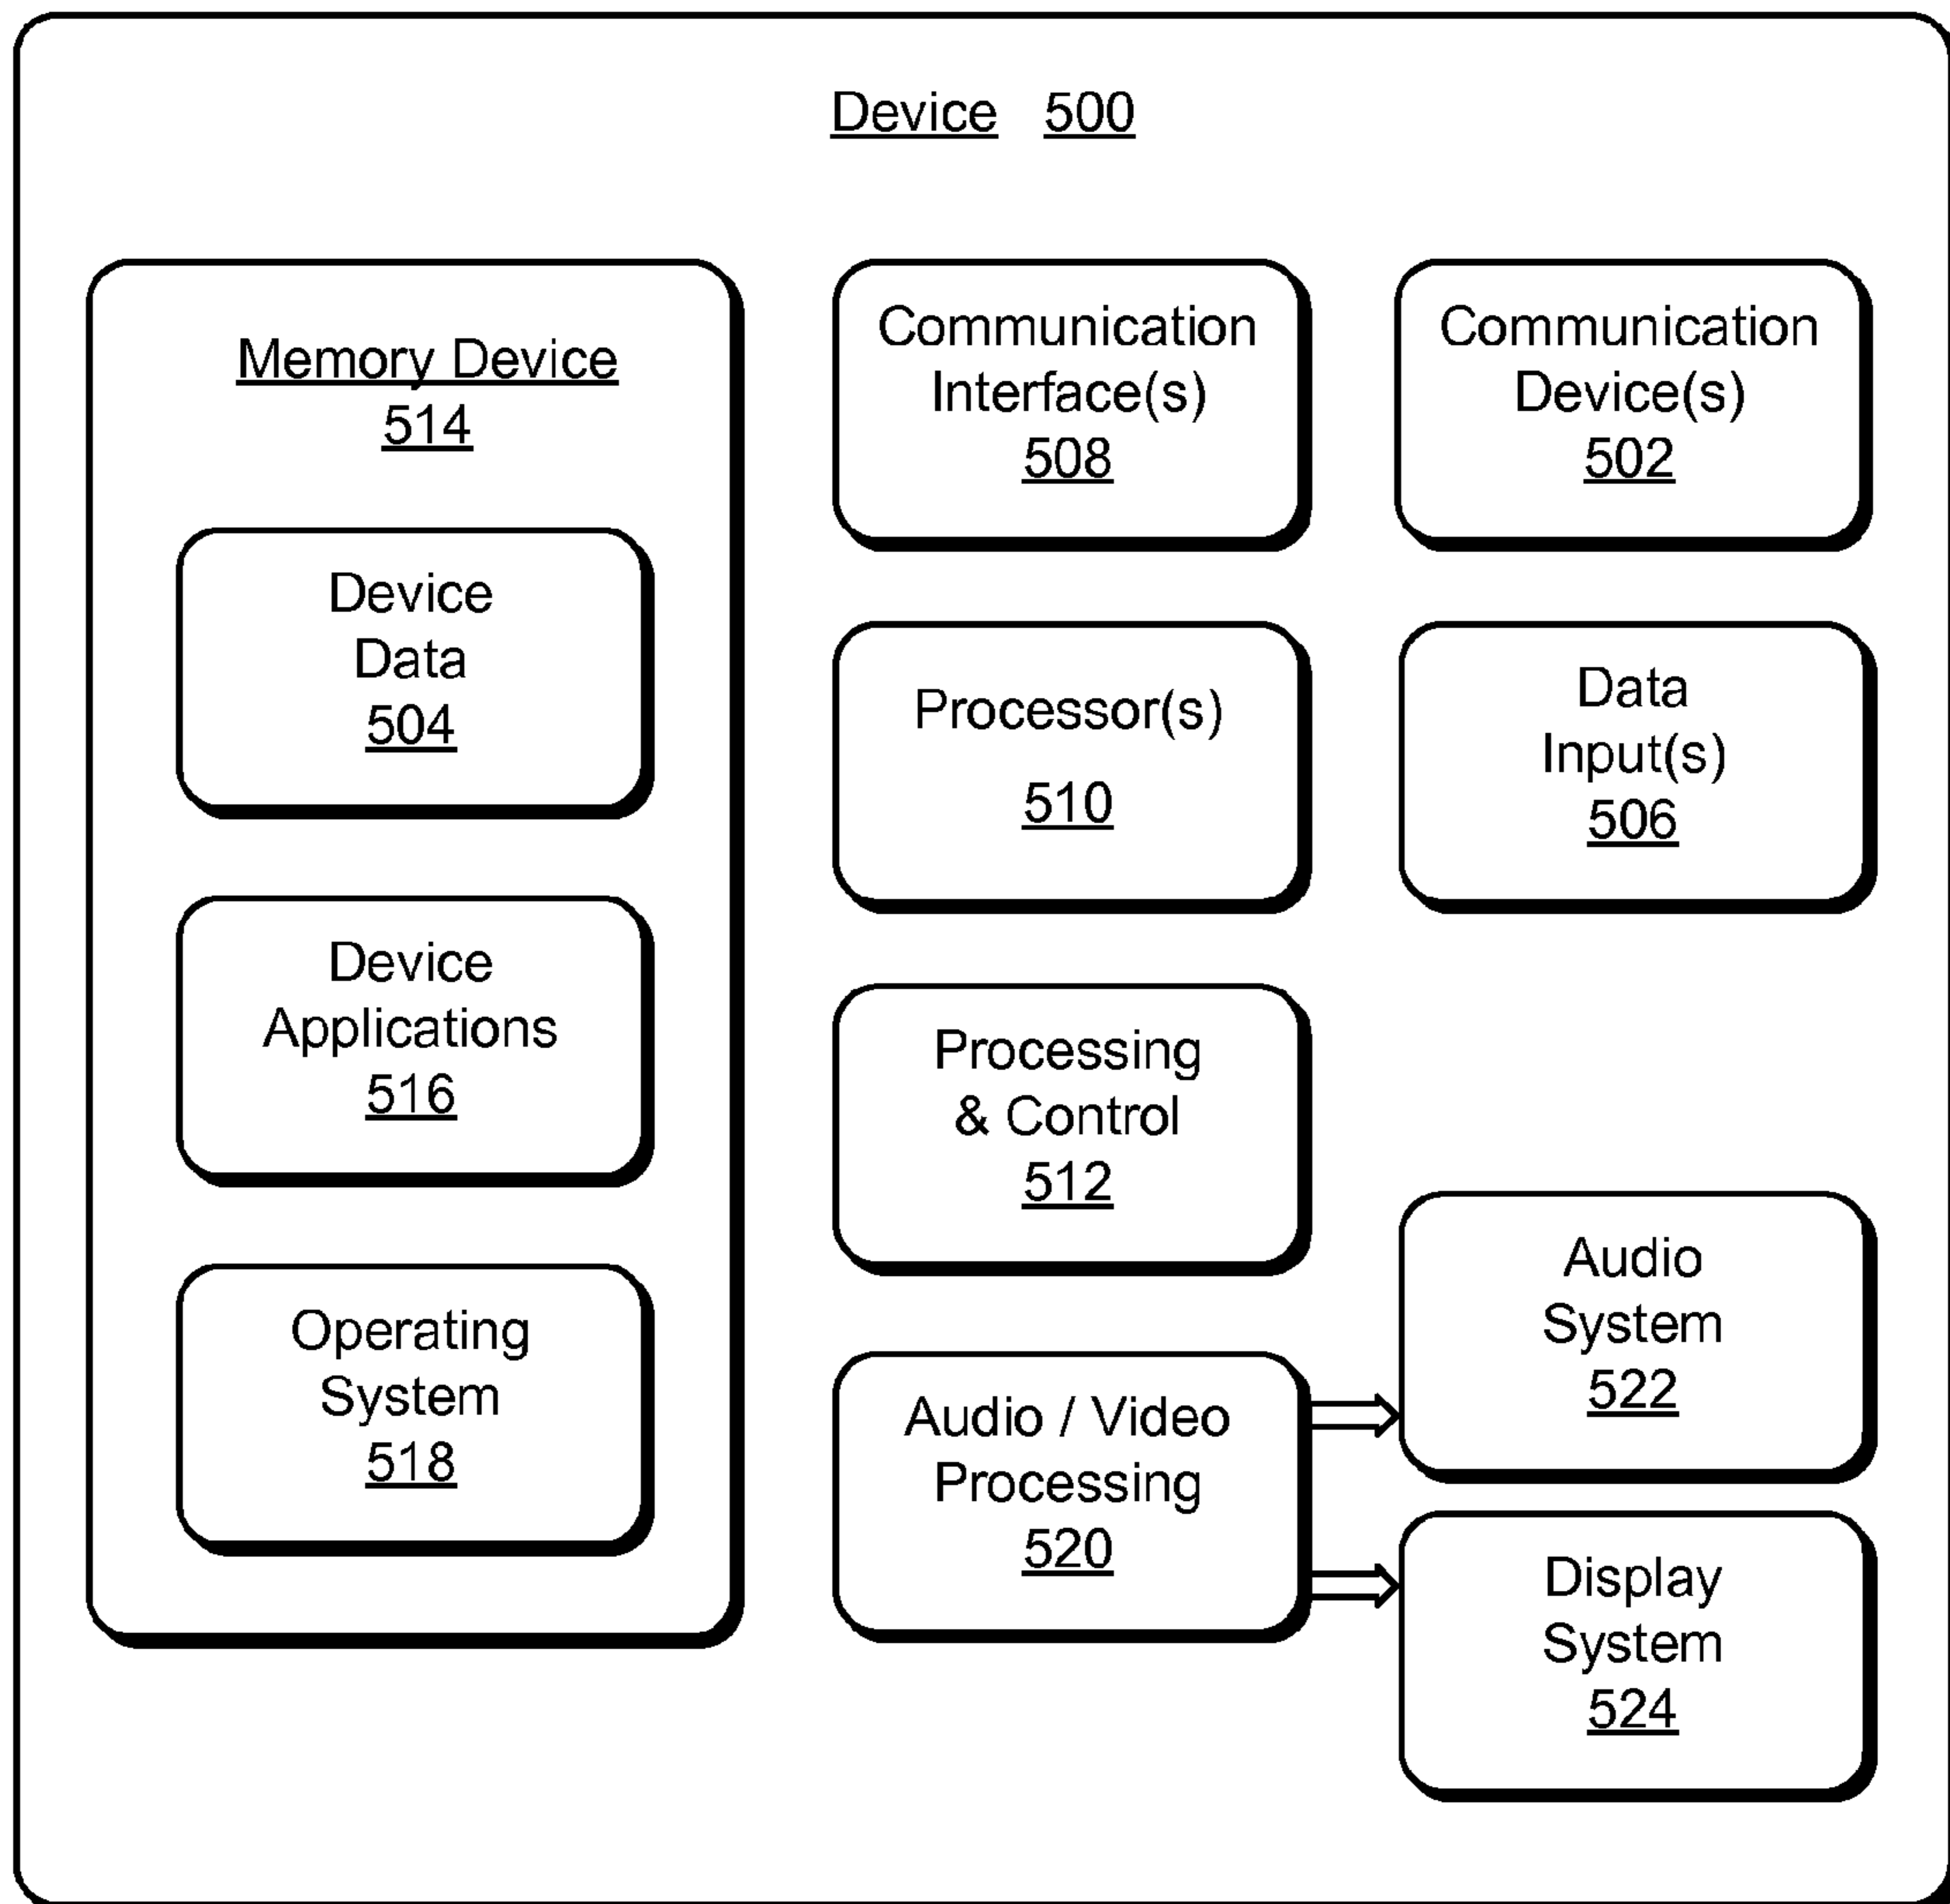 Device 500
Memory Device
514
Device
Data
504
Device
Applications
516
Operating
System
518
Communication
Interface(s)
508
Processor(s)
510
Processing
& Control
512
Audio / Video
Processing
520
Communication
Device(s)
502
Data
Input(s)
506
Audio
System
522
Display
System
524